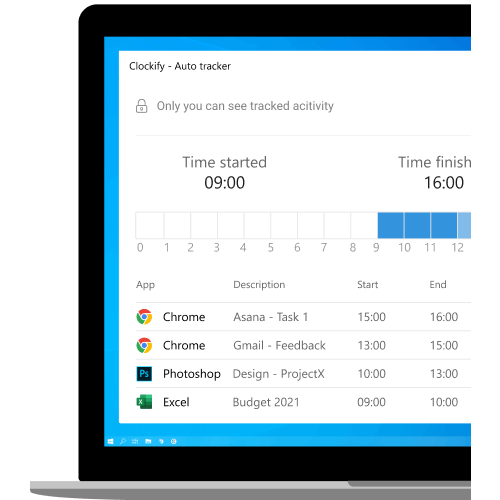 Clockify - Auto tracker
Only you can see tracked acitivity
Time started Time finish
09:00 16:00
0 1 2 3 4 5 6 7 8 9 10 11 12
App Description Start End
Chrome Asana - Task 1 15:00 16:00
Chrome Gmail - Feedback 13:00 15:00
Ps Photoshop Design - ProjectX 10:00 13:00
X Excel Budget 2021 09:00 10:00